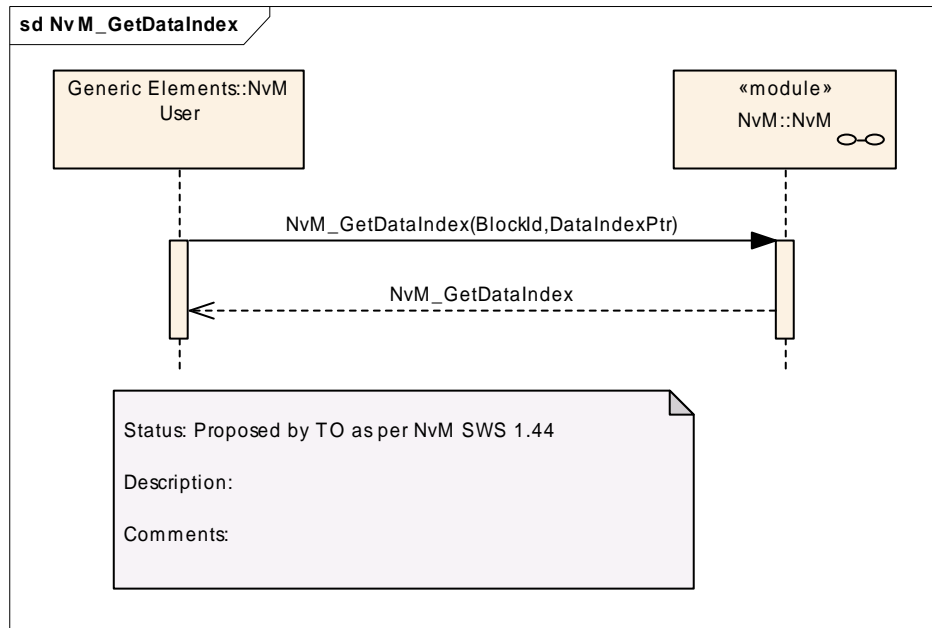 sd NvM_GetDataIndex
Generic Elements::NvM
User
«module»
NvM::NvM
NvM_GetDataIndex(BlockId,DataIndexPtr)
NvM_GetDataIndex
Status: Proposed by TO as per NvM SWS 1.44
Description:
Comments: